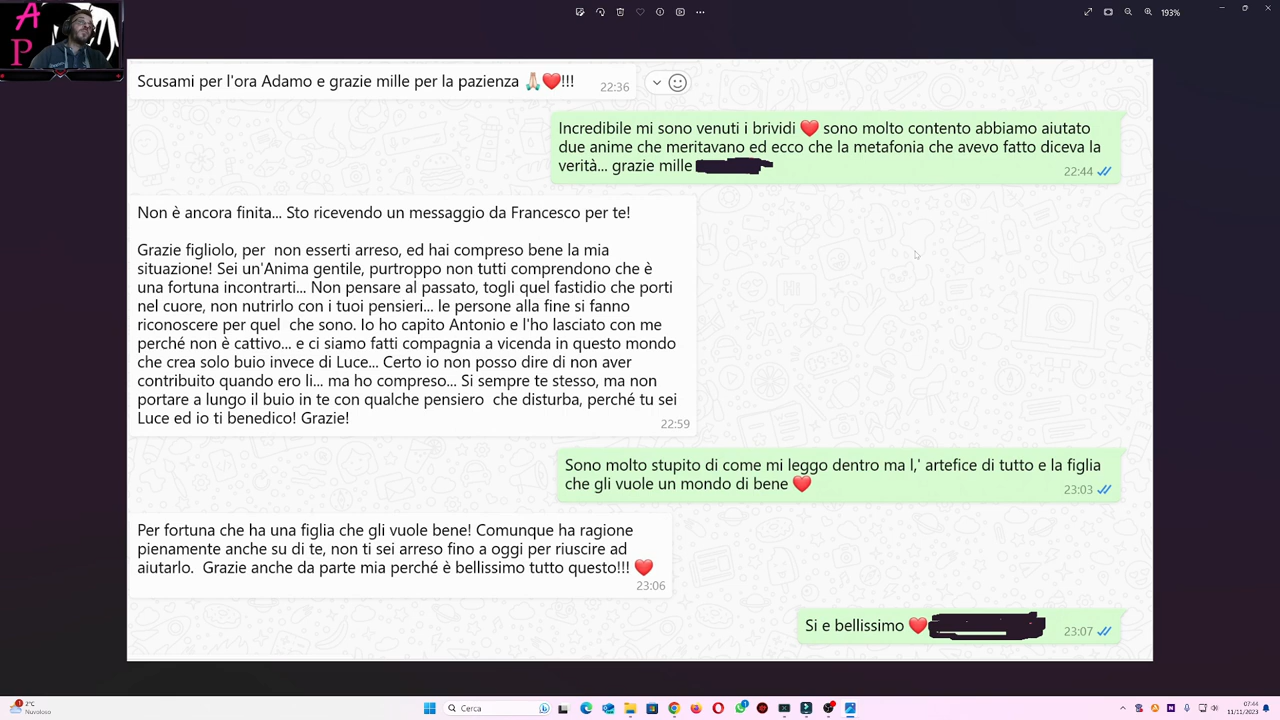 A
P
193%
Scusami per l'ora Adamo e grazie mille per la pazienza 🙏🏻❤️!!!
22:36
Incredibile mi sono venuti i brividi ❤️ sono molto contento abbiamo aiutato
due anime che meritavano ed ecco che la metafonia che avevo fatto diceva la
verità... grazie mille
22:44
Non è ancora finita... Sto ricevendo un messaggio da Francesco per te!
Grazie figliolo, per  non esserti arreso, ed hai compreso bene la mia
situazione! Sei un'Anima gentile, purtroppo non tutti comprendono che è
una fortuna incontrarti... Non pensare al passato, togli quel fastidio che porti
nel cuore, non nutrirlo con i tuoi pensieri... le persone alla fine si fanno
riconoscere per quel  che sono. Io ho capito Antonio e l'ho lasciato con me
perché non è cattivo... e ci siamo fatti compagnia a vicenda in questo mondo
che crea solo buio invece di Luce... Certo io non posso dire di non aver
contribuito quando ero li... ma ho compreso... Si sempre te stesso, ma non
portare a lungo il buio in te con qualche pensiero  che disturba, perché tu sei
Luce ed io ti benedico! Grazie!
22:59
Sono molto stupito di come mi leggo dentro ma l,' artefice di tutto e la figlia
che gli vuole un mondo di bene ❤️
23:03
Per fortuna che ha una figlia che gli vuole bene! Comunque ha ragione
pienamente anche su di te, non ti sei arreso fino a oggi per riuscire ad
aiutarlo.  Grazie anche da parte mia perché è bellissimo tutto questo!!! ❤️
23:06
Si e bellissimo ❤️
23:07
2°C
Nuvoloso
Cerca
07:44
11/11/2023